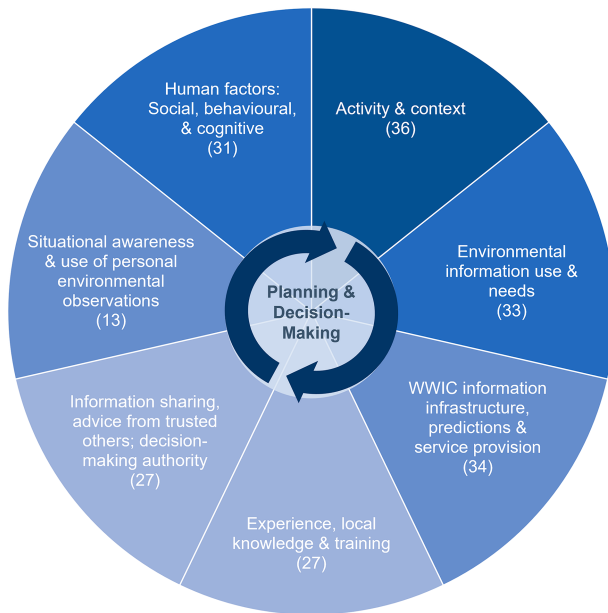 Human factors:
Social, behavioural,
& cognitive
(31)
Activity & context
(36)
Situational awareness
& use of personal
environmental
observations
(13)
Planning &
Decision-
Making
Environmental
information use &
needs
(33)
Information sharing,
advice from trusted
others; decision-
making authority
(27)
WWIC information
infrastructure,
predictions &
service provision
(34)
Experience, local
knowledge & training
(27)